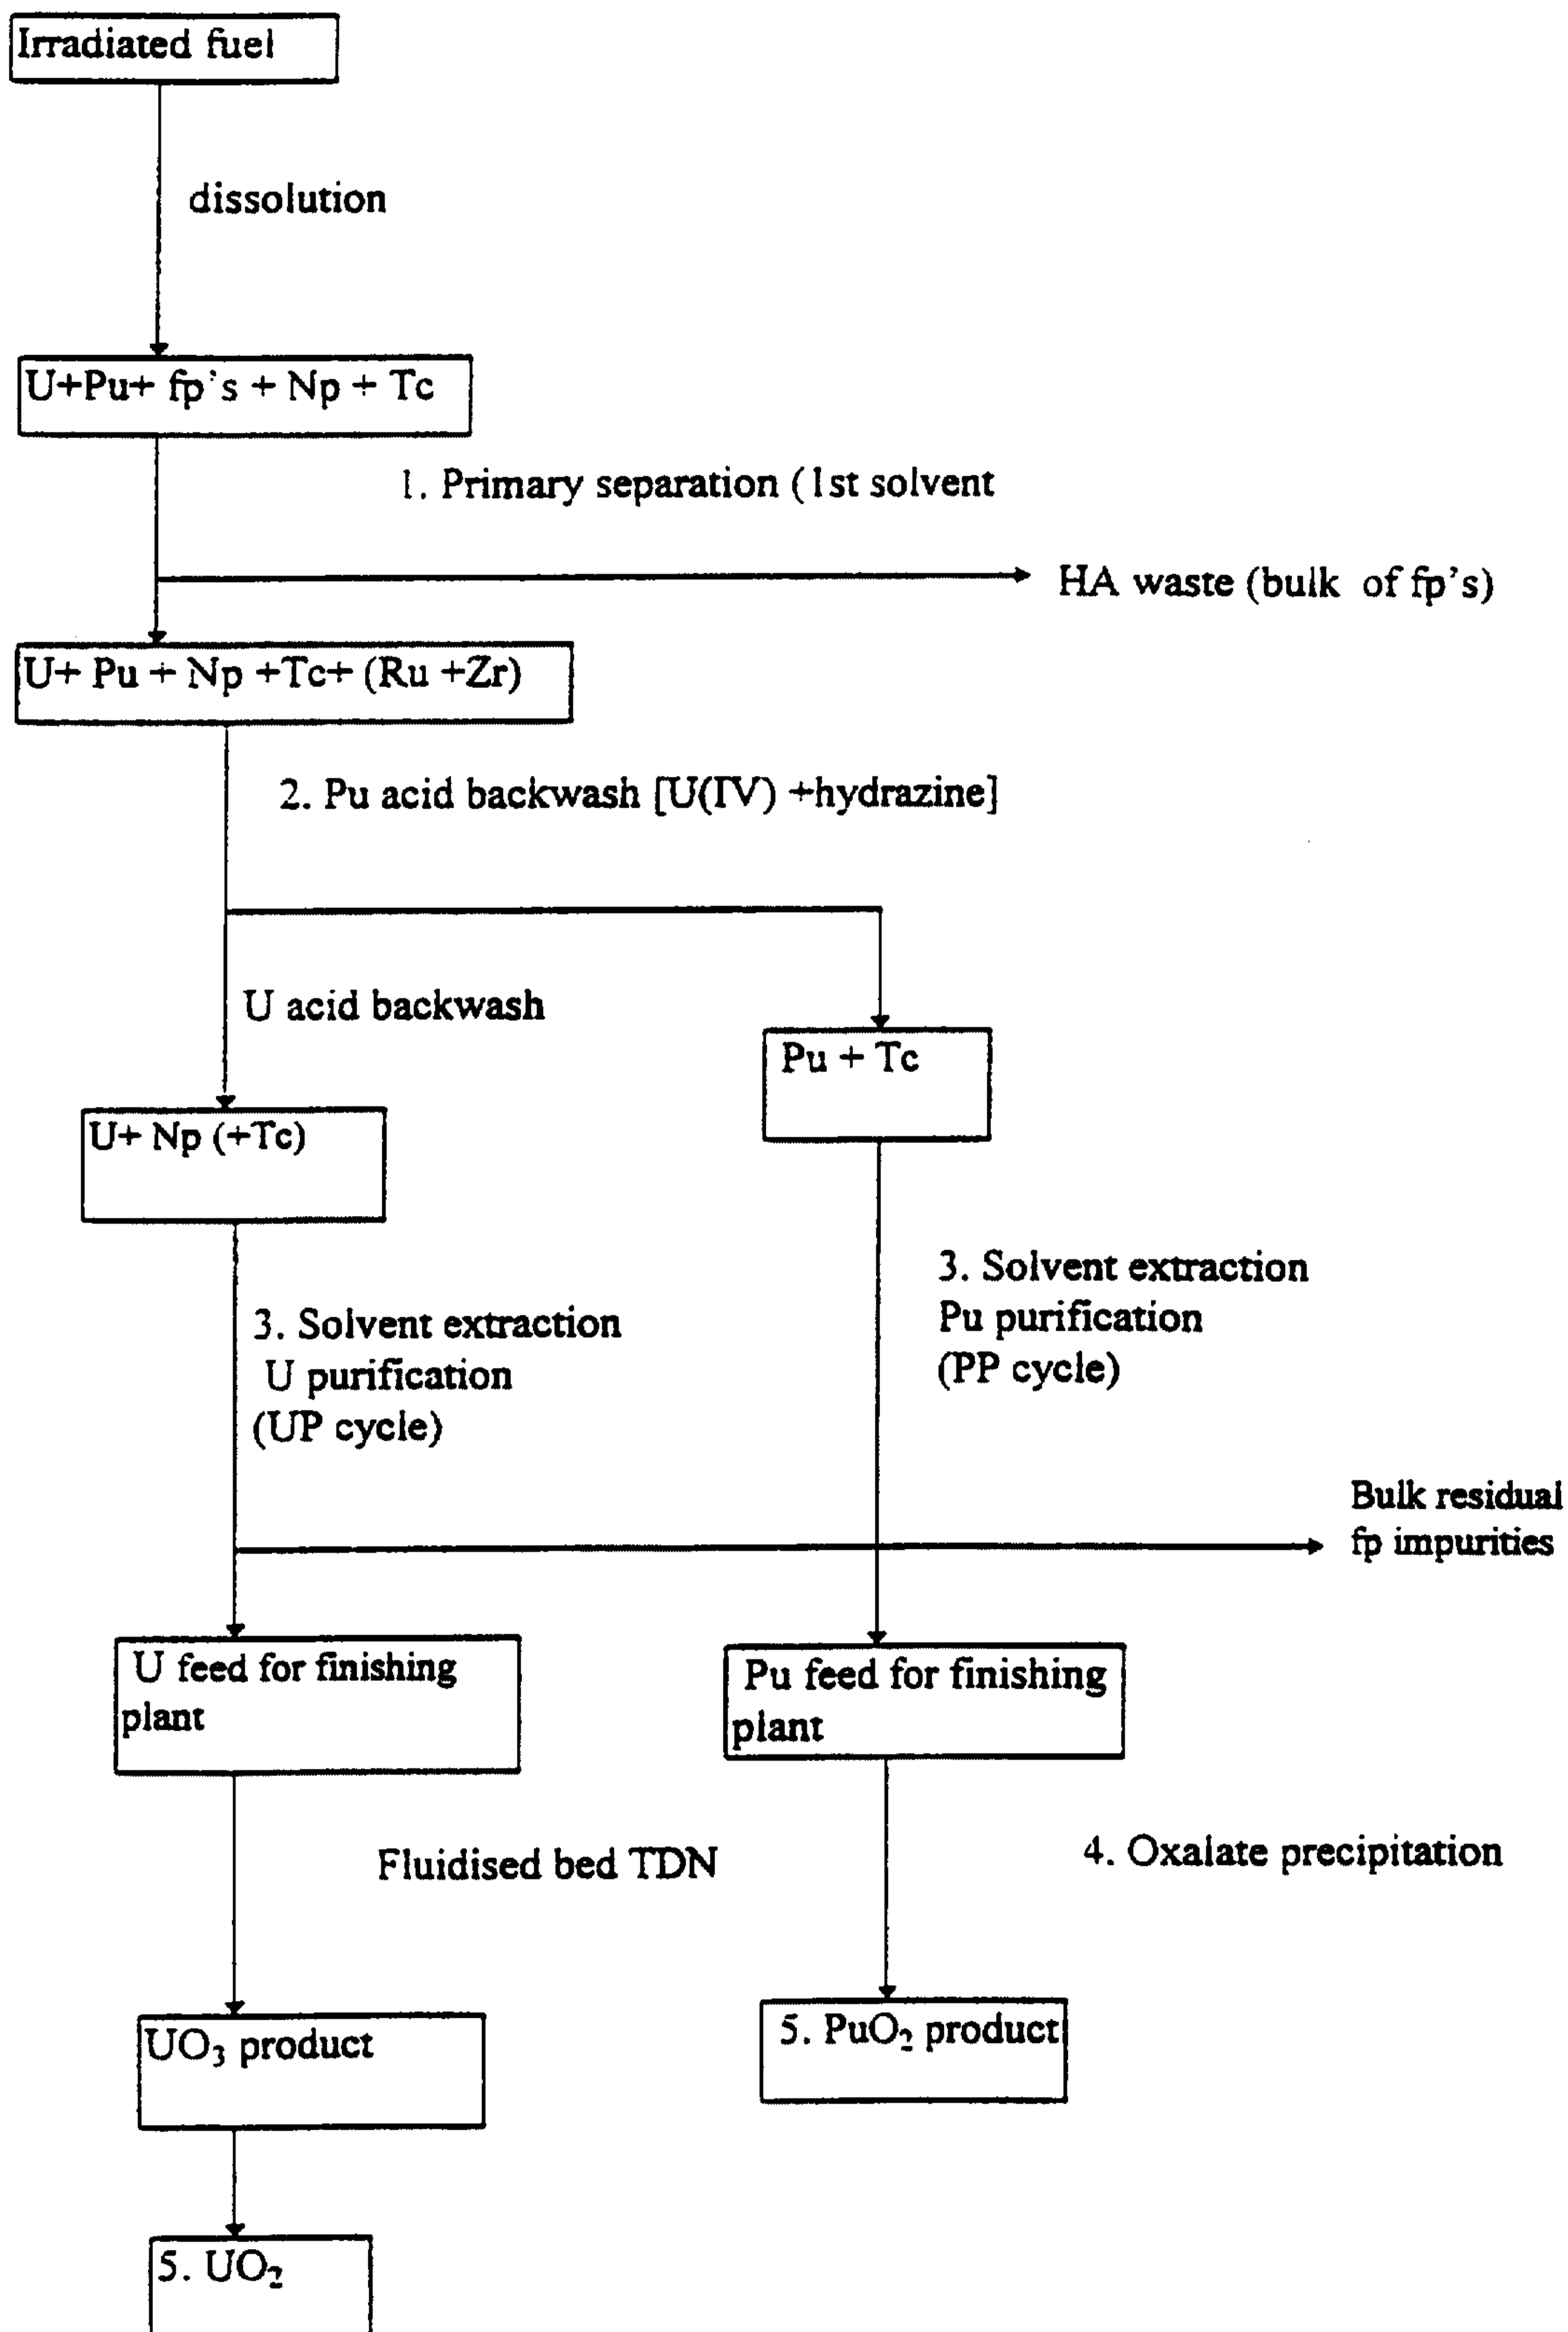 Irradiated fuel
dissolution
U+Pu+ fp's + Np + Tc
1. Primary separation (1st solvent
HA waste (bulk of fp's)
U+ Pu + Np +Tc+ (Ru +Zr)
2. Pu acid backwash [U(IV) +hydrazine]
U acid backwash
Pu + Tc
U+ Np (+Tc)
3. Solvent extraction
U purification
(UP cycle)
3. Solvent extraction
Pu purification
(PP cycle)
Bulk residual
fp impurities
U feed for finishing
plant
Pu feed for finishing
plant
Fluidised bed TDN
4. Oxalate precipitation
UO₃ product
5. PuO₂ product
5. UO₂